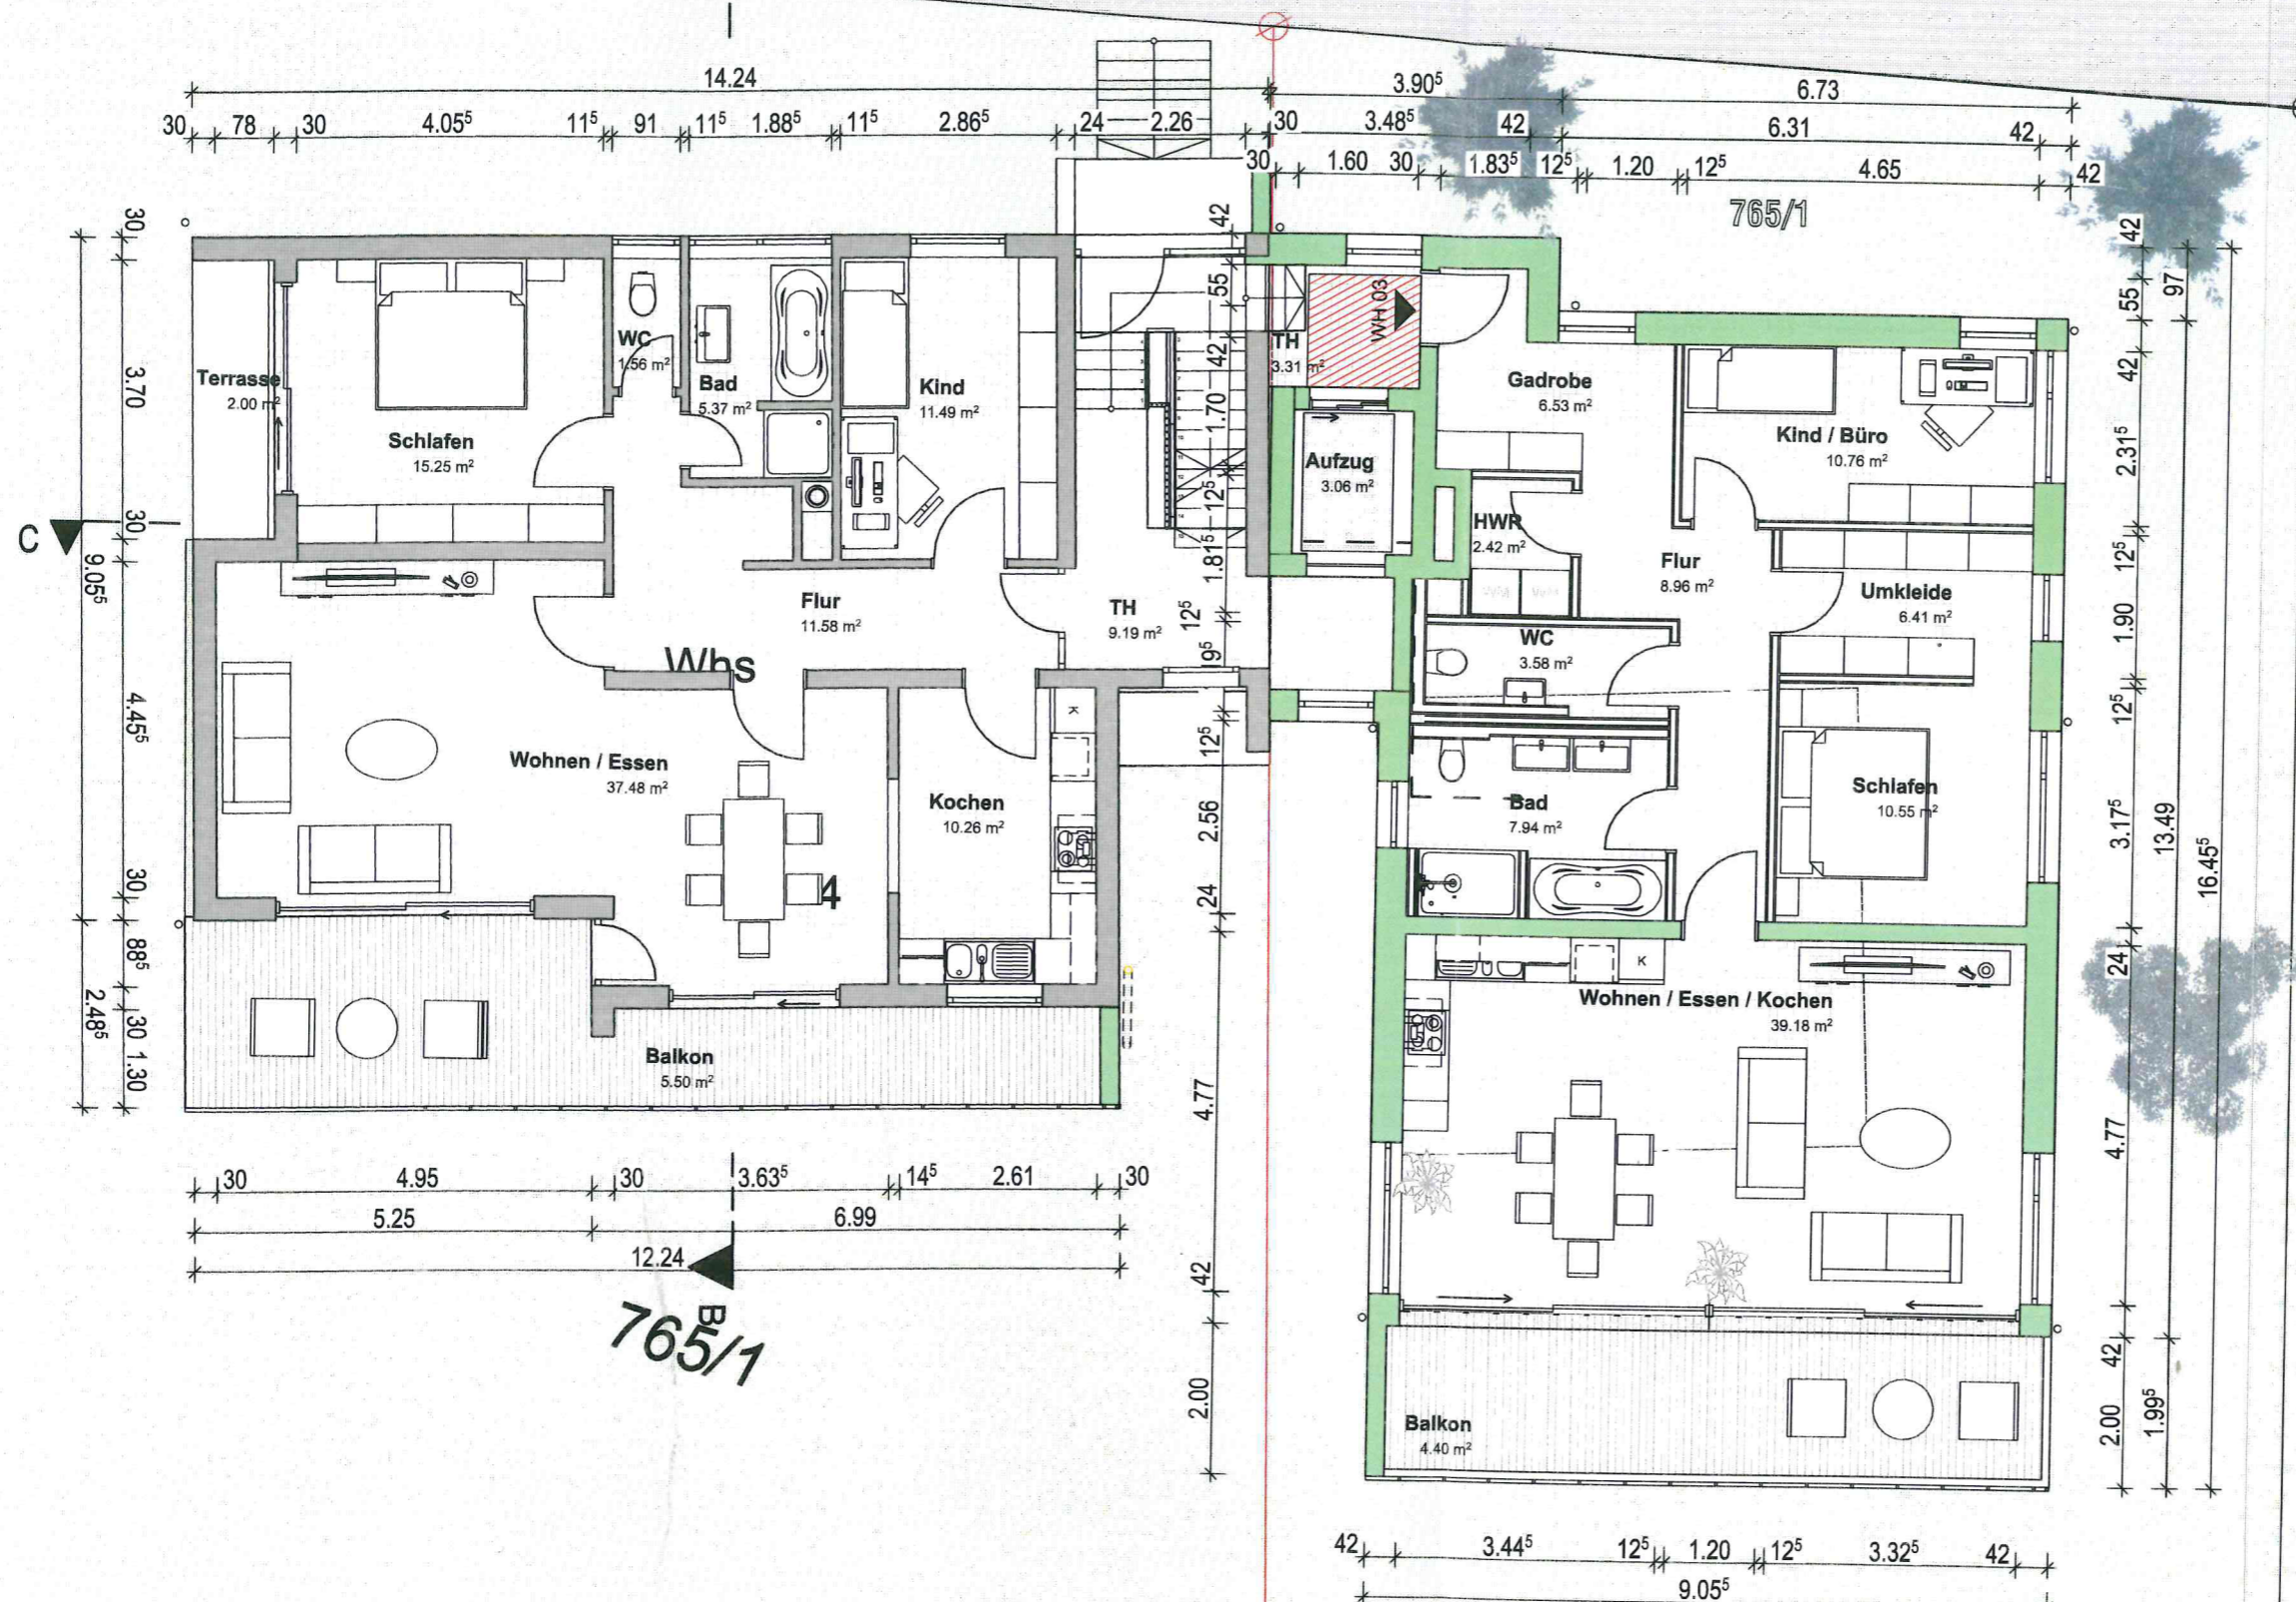 14.24
3.90⁵
6.73
30 78 30 4.05⁵ 11⁵ 91 11⁵ 1.88⁵ 11⁵ 2.86⁵ 24 2.26 30 3.48⁵ 42 6.31 42
30 1.60 30 1.83⁵ 12⁵ 1.20 12⁵ 4.65 42
765/1
30
3.70
30
9.05⁵
4.45⁵
30
88⁵
2.48⁵
30
1.30
C
Terrasse
2.00 m²
Schlafen
15.25 m²
WC
1.56 m²
Bad
5.37 m²
Kind
11.49 m²
Flur
11.58 m²
TH
9.19 m²
Whs
Wohnen / Essen
37.48 m²
4
Kochen
10.26 m²
K
Balkon
5.50 m²
42
55
42
1.70
12⁵
1.81⁵
12⁵
9⁵
12⁵
2.56
24
4.77
42
2.00
TH
3.31 m²
WH 03
Aufzug
3.06 m²
Gadrobe
6.53 m²
Kind / Büro
10.76 m²
HWR
2.42 m²
Flur
8.96 m²
Umkleide
6.41 m²
WC
3.58 m²
Schlafen
10.55 m²
Bad
7.94 m²
K
Wohnen / Essen / Kochen
39.18 m²
Balkon
4.40 m²
42
97
55
42
2.31⁵
12⁵
1.90
12⁵
3.17⁵
13.49
16.45⁵
24
4.77
42
2.00
1.99⁵
30 4.95 30 3.63⁵ 14⁵ 2.61 30
5.25 6.99
12.24
B
765/1
42 3.44⁵ 12⁵ 1.20 12⁵ 3.32⁵ 42
9.05⁵